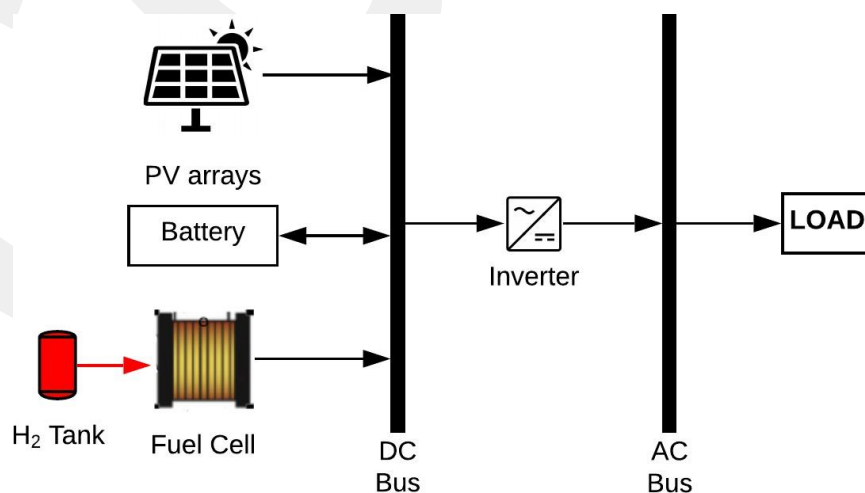 PV arrays
Battery
Inverter
LOAD
H₂ Tank
Fuel Cell
DC
Bus
AC
Bus